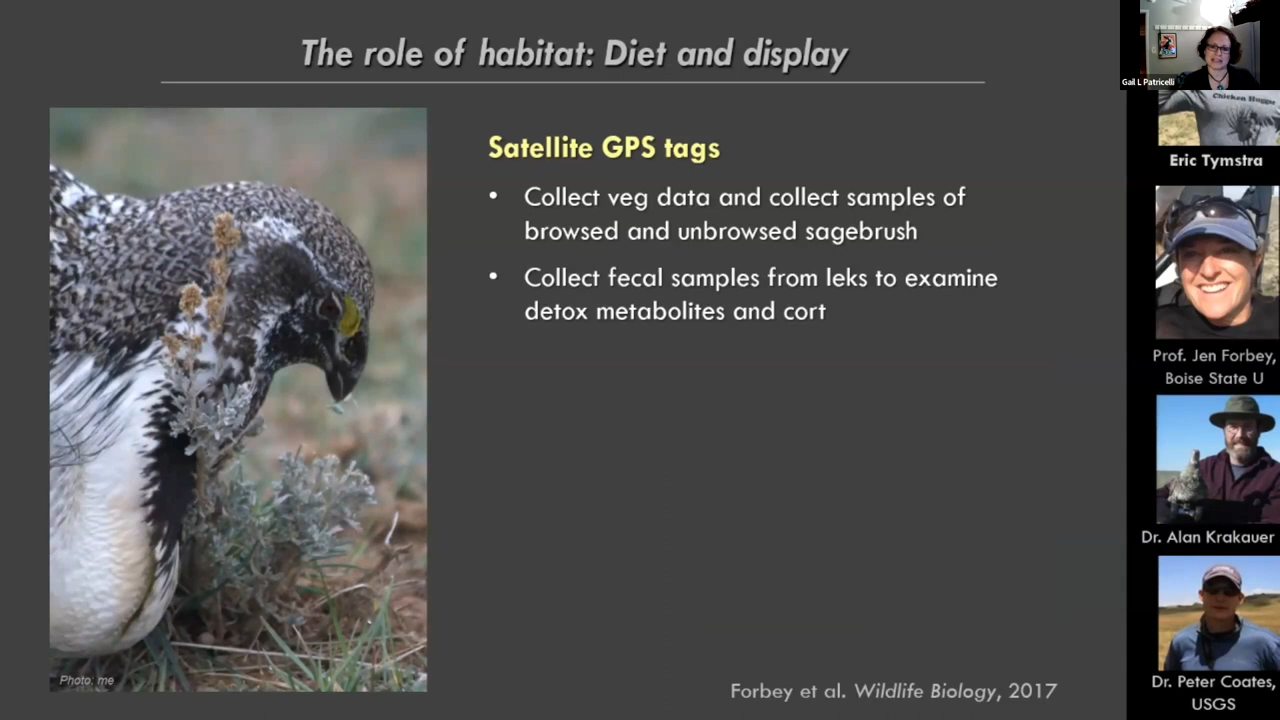 The role of habitat: Diet and display
Satellite GPS tags
• Collect veg data and collect samples of
browsed and unbrowsed sagebrush
• Collect fecal samples from leks to examine
detox metabolites and cort
Photo: me
Forbey et al. Wildlife Biology, 2017
Gail L Patricelli
Eric Tymstra
Prof. Jen Forbey,
Boise State U
Dr. Alan Krakauer
Dr. Peter Coates,
USGS